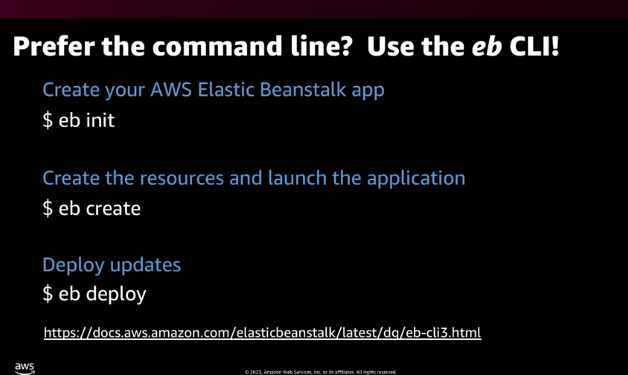 Prefer the command line? Use the eb CLI!
Create your AWS Elastic Beanstalk app
$ eb init
Create the resources and launch the application
$ eb create
Deploy updates
$ eb deploy
https://docs.aws.amazon.com/elasticbeanstalk/latest/dg/eb-cli3.html
aws
© 2023, Amazon Web Services, Inc. or its affiliates. All rights reserved.